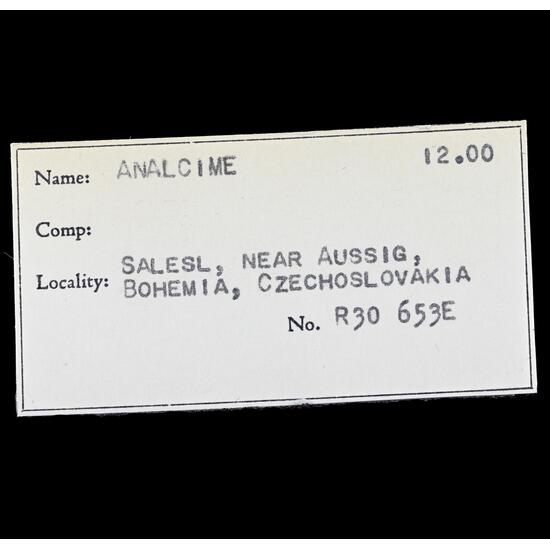 Name: ANALCIME 12.00
Comp:
Locality: SALESL, NEAR AUSSIG,
BOHEMIA, CZECHOSLOVAKIA
No. R30 653E